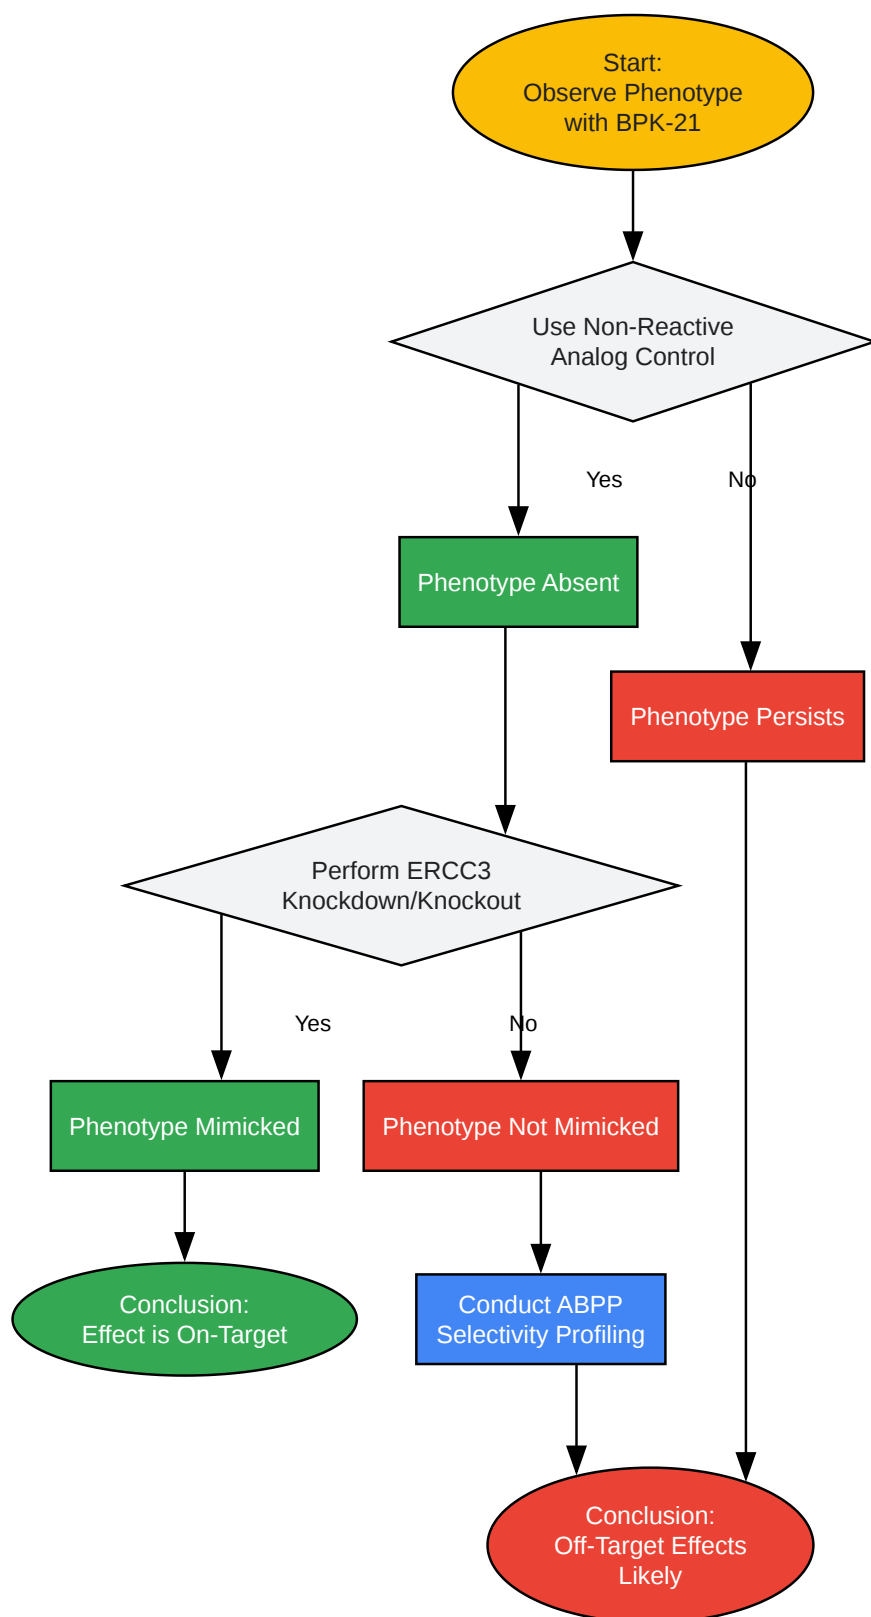 Start:
Observe Phenotype
with BPK-21
Use Non-Reactive
Analog Control
Yes
No
Phenotype Absent
Phenotype Persists
Perform ERCC3
Knockdown/Knockout
Yes
No
Phenotype Mimicked
Phenotype Not Mimicked
Conclusion:
Effect is On-Target
Conduct ABPP
Selectivity Profiling
Conclusion:
Off-Target Effects
Likely